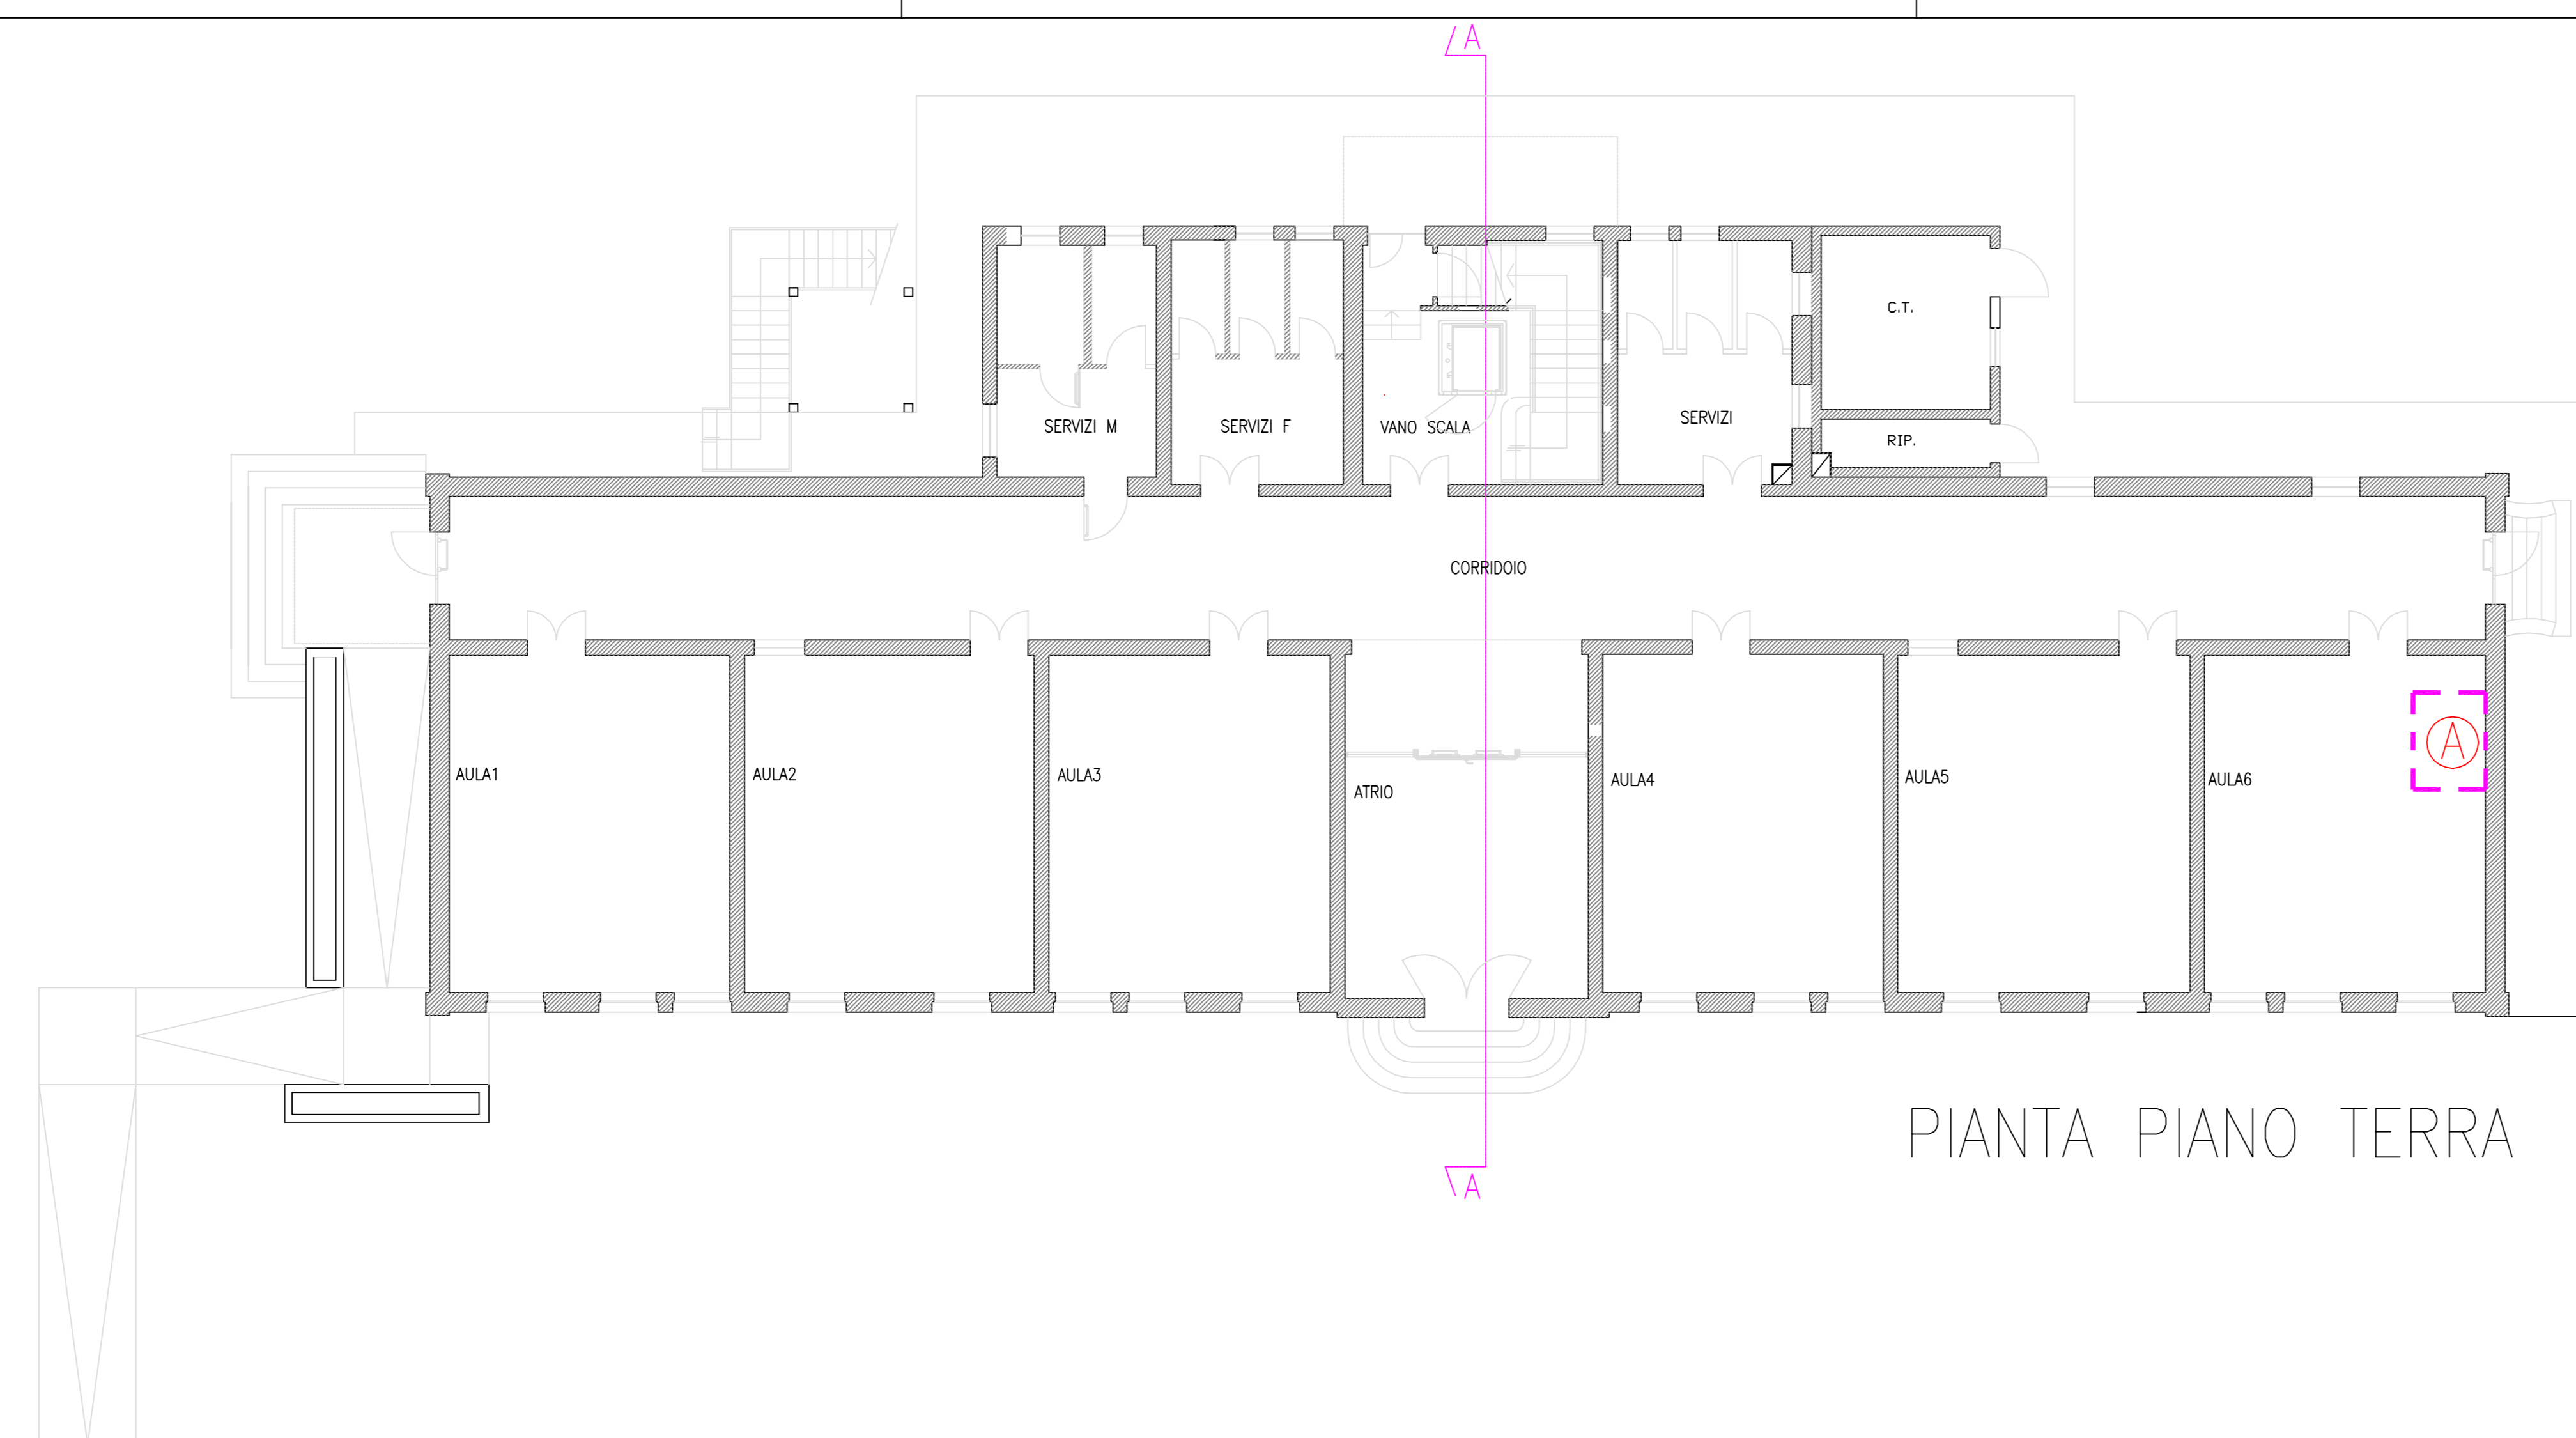 A
C.T.
SERVIZI
SERVIZI M
SERVIZI F
VANO SCALA
RIP.
CORRIDOIO
AULA1
AULA2
AULA3
ATRIO
AULA4
AULA5
AULA6
A
PIANTA PIANO TERRA
A